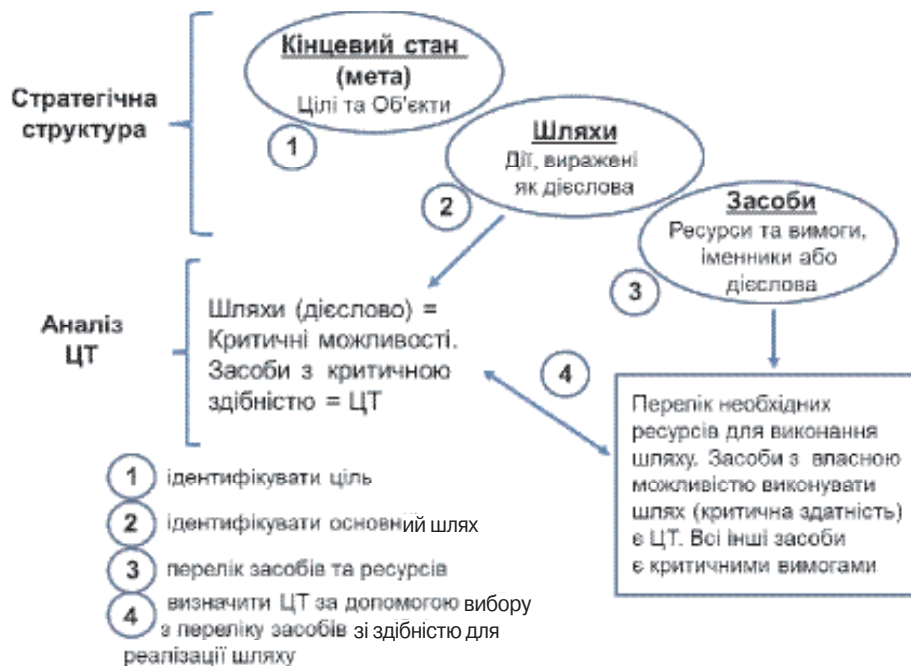 Кінцевий стан
(мета)
Цілі та Об'єкти
1
Стратегічна
структура
Шляхи
Дії, виражені
як дієслова
2
Засоби
Ресурси та вимоги,
іменники або
дієслова
3
Аналіз
ЦТ
Шляхи (дієслово) =
Критичні можливості.
Засоби з критичною
здібністю = ЦТ
4
Перелік необхідних
ресурсів для виконання
шляху. Засоби з власною
можливістю виконувати
шлях (критична здатність)
є ЦТ. Всі інші засоби
є критичними вимогами
1 ідентифікувати ціль
2 ідентифікувати основний шлях
3 перелік засобів та ресурсів
4 визначити ЦТ за допомогою вибору
з переліку засобів зі здібністю для
реалізації шляху